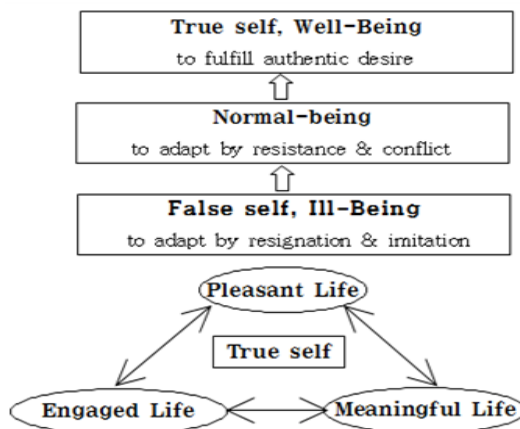 True self, Well-Being
to fulfill authentic desire
Normal-being
to adapt by resistance & conflict
False self, Ill-Being
to adapt by resignation & imitation
Pleasant Life
True self
Engaged Life
Meaningful Life